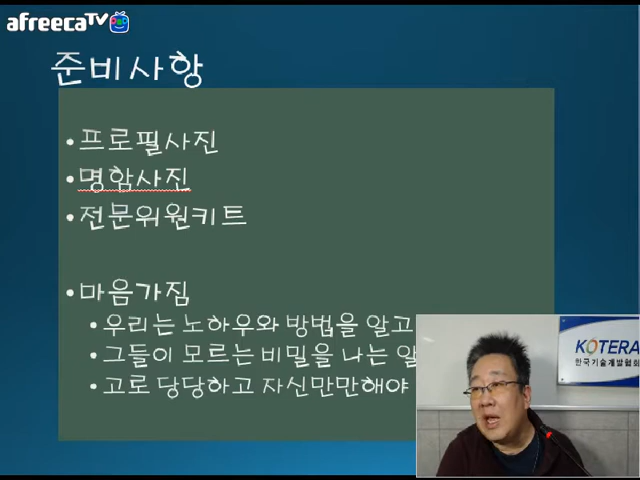 afreecaTV
준비사항
• 프로필사진
• 명함사진
• 전문위원키트
• 마음가짐
• 우리는 노하우와 방법을 알고
• 그들이 모르는 비밀을 나는 알
• 고로 당당하고 자신만만해야
KOTERA
한국기술개발협회